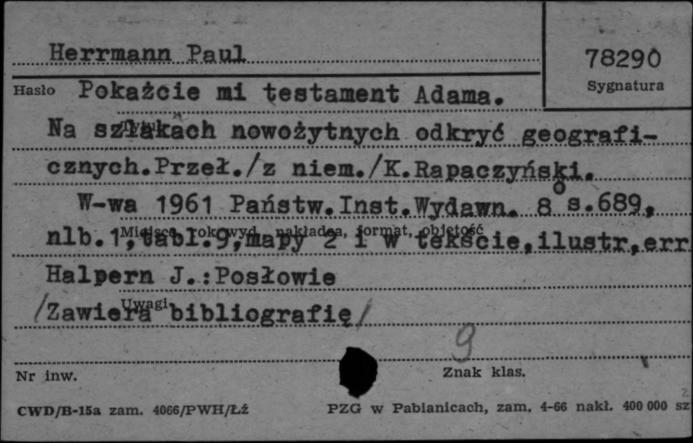 Herrmann Paul
78290
Sygnatura
Hasło Pokażcie mi testament Adama.
Na szlakach nowożytnych odkryć geografi-
cznych.Przeł./z niem./K.Rapaczyński.
W-wa 1961 Państw.Inst.Wydawn. 8° s.689,
Miejsce, rok wyd., nakładca, format, objętość
nlb.1,tabl.9,mapy 2 i w tekście,ilustr,err
Halpern J.:Posłowie
Uwagi
/Zawiera bibliografię/
9
Nr inw.
Znak klas.
CWD/B-15a zam. 4066/PWH/Łź
PZG w Pabianicach, zam. 4-66 nakł. 400 000 sz